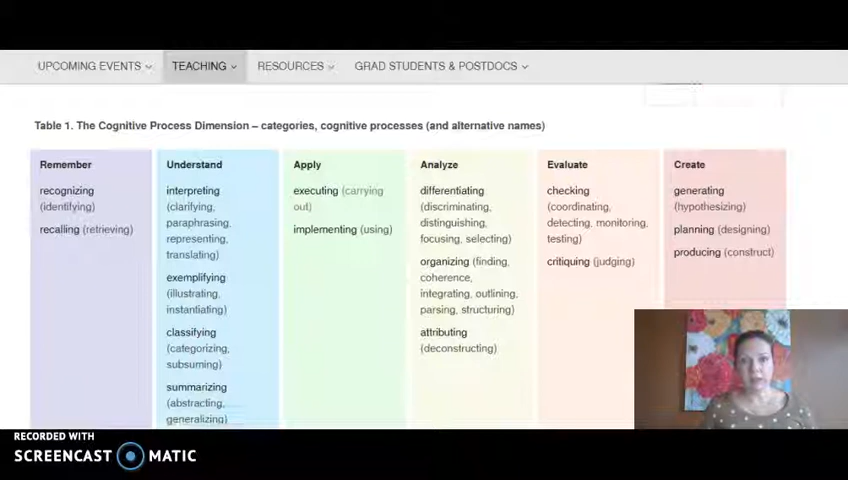 UPCOMING EVENTS
TEACHING
RESOURCES
GRAD STUDENTS & POSTDOCS
Table 1. The Cognitive Process Dimension – categories, cognitive processes (and alternative names)
Remember
recognizing
(identifying)
recalling (retrieving)
Understand
interpreting
(clarifying,
paraphrasing,
representing,
translating)
exemplifying
(illustrating,
instantiating)
classifying
(categorizing,
subsuming)
summarizing
(abstracting,
generalizing)
Apply
executing (carrying
out)
implementing (using)
Analyze
differentiating
(discriminating,
distinguishing,
focusing, selecting)
organizing (finding,
coherence,
integrating, outlining,
parsing, structuring)
attributing
(deconstructing)
Evaluate
checking
(coordinating,
detecting, monitoring,
testing)
critiquing (judging)
Create
generating
(hypothesizing)
planning (designing)
producing (construct)
RECORDED WITH
SCREENCAST MATIC